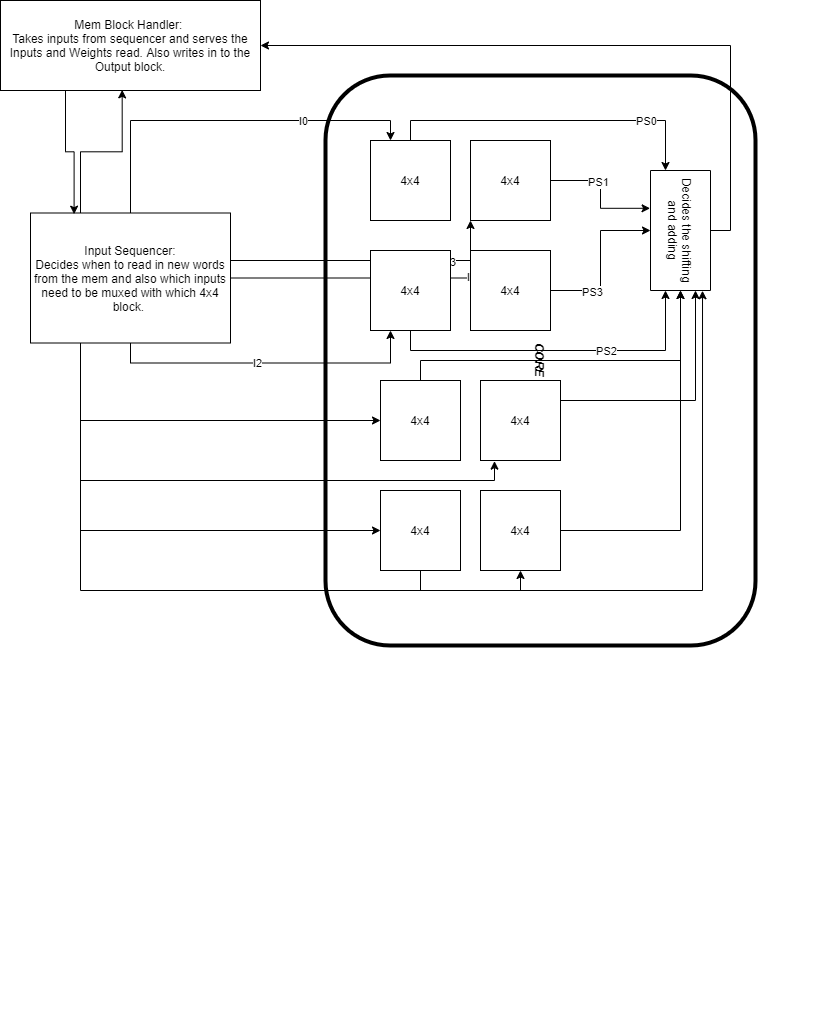 Mem Block Handler:
Takes inputs from sequencer and serves the
Inputs and Weights read. Also writes in to the
Output block.
I0
PS0
4x4
4x4
PS1
Decides the shifting
and adding
Input Sequencer:
Decides when to read in new words
from the mem and also which inputs
need to be muxed with which 4x4
block.
3
I
4x4
4x4
PS3
I2
PS2
CORE
4x4
4x4
4x4
4x4